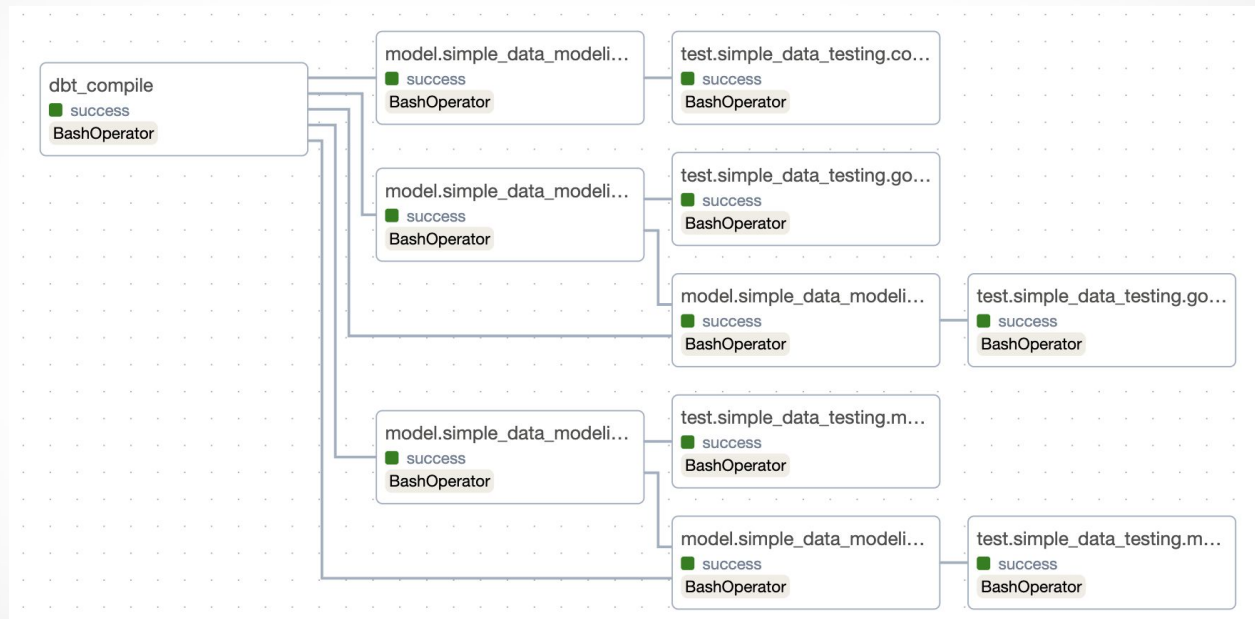 dbt_compile
success
BashOperator
model.simple_data_modeli...
success
BashOperator
test.simple_data_testing.co...
success
BashOperator
model.simple_data_modeli...
success
BashOperator
test.simple_data_testing.go...
success
BashOperator
model.simple_data_modeli...
success
BashOperator
test.simple_data_testing.go...
success
BashOperator
model.simple_data_modeli...
success
BashOperator
test.simple_data_testing.m...
success
BashOperator
model.simple_data_modeli...
success
BashOperator
test.simple_data_testing.m...
success
BashOperator